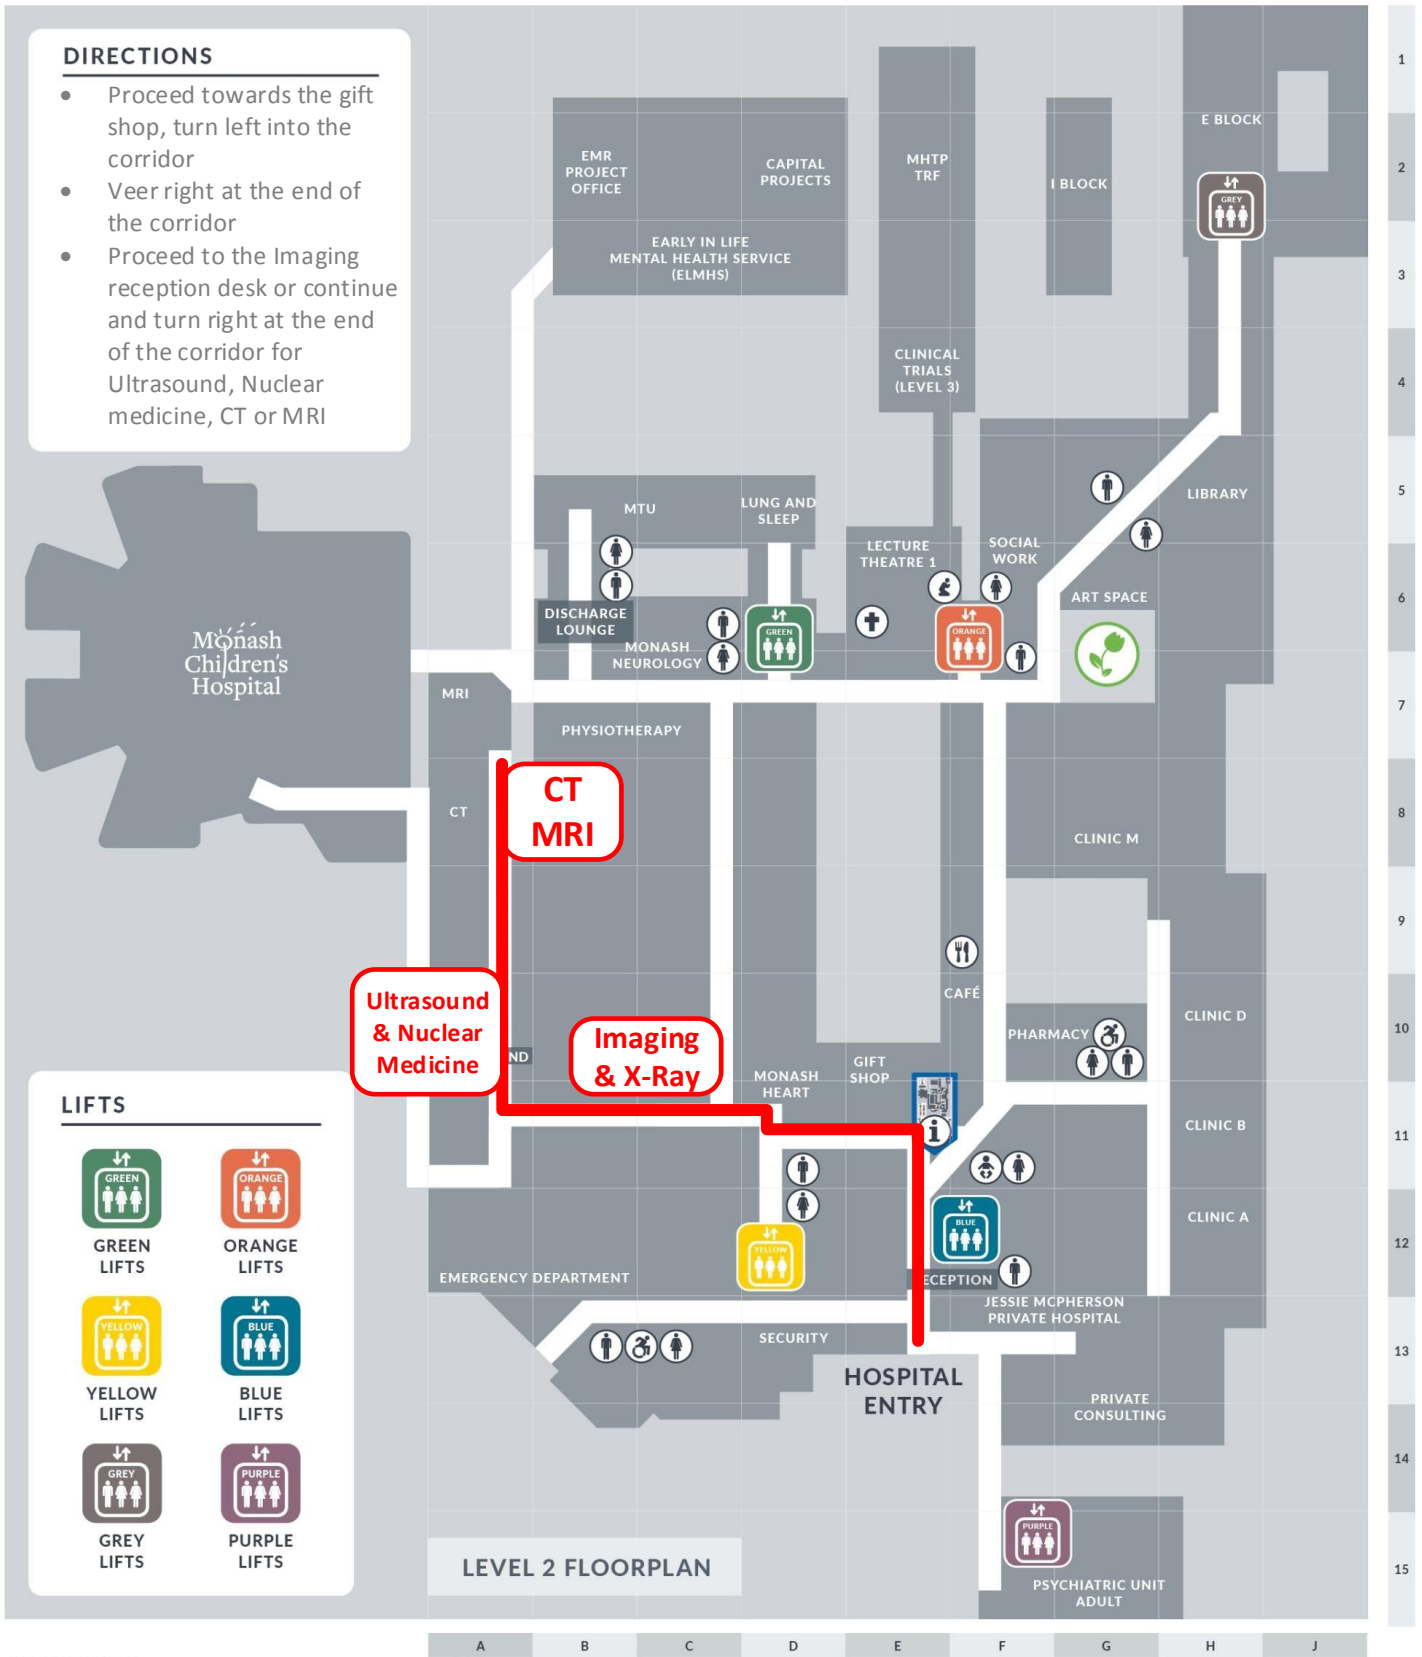 DIRECTIONS
• Proceed towards the gift
shop, turn left into the
corridor
• Veer right at the end of
the corridor
• Proceed to the Imaging
reception desk or continue
and turn right at the end
of the corridor for
Ultrasound, Nuclear
medicine, CT or MRI
1
2
3
4
5
6
7
8
9
10
11
12
13
14
15
E BLOCK
EMR
PROJECT
OFFICE
CAPITAL
PROJECTS
MHTP
TRF
I BLOCK
GREY
EARLY IN LIFE
MENTAL HEALTH SERVICE
(ELMHS)
CLINICAL
TRIALS
(LEVEL 3)
MTU
LUNG AND
SLEEP
LIBRARY
LECTURE
THEATRE 1
SOCIAL
WORK
ART SPACE
DISCHARGE
LOUNGE
GREEN
ORANGE
MONASH
NEUROLOGY
Monash
Children's
Hospital
MRI
PHYSIOTHERAPY
CT
MRI
CT
CLINIC M
CAFÉ
Ultrasound
& Nuclear
Medicine
ND
Imaging
& X-Ray
PHARMACY
CLINIC D
GIFT
SHOP
MONASH
HEART
i
CLINIC B
CLINIC A
BLUE
YELLOW
EMERGENCY DEPARTMENT
ECEPTION
JESSIE MCPHERSON
PRIVATE HOSPITAL
SECURITY
HOSPITAL
ENTRY
PRIVATE
CONSULTING
PURPLE
PSYCHIATRIC UNIT
ADULT
LIFTS
GREEN
ORANGE
GREEN
LIFTS
ORANGE
LIFTS
YELLOW
BLUE
YELLOW
LIFTS
BLUE
LIFTS
GREY
PURPLE
GREY
LIFTS
PURPLE
LIFTS
LEVEL 2 FLOORPLAN
A
B
C
D
E
F
G
H
J